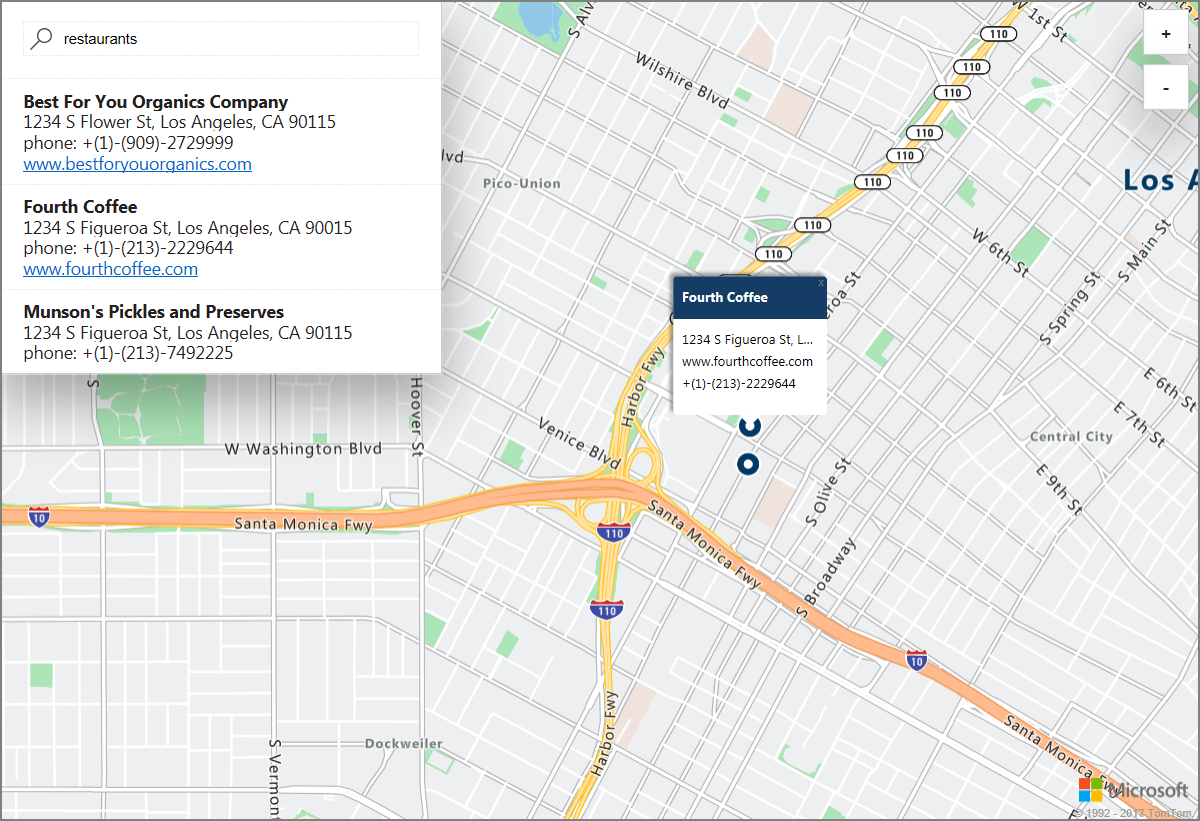 restaurants
Best For You Organics Company
1234 S Flower St, Los Angeles, CA 90115
phone: +(1)-(909)-2729999
www.bestforyouorganics.com
Fourth Coffee
1234 S Figueroa St, Los Angeles, CA 90015
phone: +(1)-(213)-2229644
www.fourthcoffee.com
Munson's Pickles and Preserves
1234 S Figueroa St, Los Angeles, CA 90015
phone: +(1)-(213)-7492225
+
-
S Alv
W 1st St
110
110
110
110
110
110
110
110
Wilshire Blvd
lvd
Pico-Union
Los A
W 6th St
S Main St
S Spring St
roa St
Fourth Coffee
x
1234 S Figueroa St, L...
www.fourthcoffee.com
+(1)-(213)-2229644
Harbor Fwy
Venice Blvd
S
Hoover St
W Washington Blvd
E 6th St
E 7th St
Central City
E 9th St
S Olive St
10
Santa Monica Fwy
110
Santa Monica Fwy
S Broadway
110
10
Harbor Fwy
Dockweiler
S Vermont
Santa Monica Fwy
Microsoft
© 1992 - 2017 TomTom